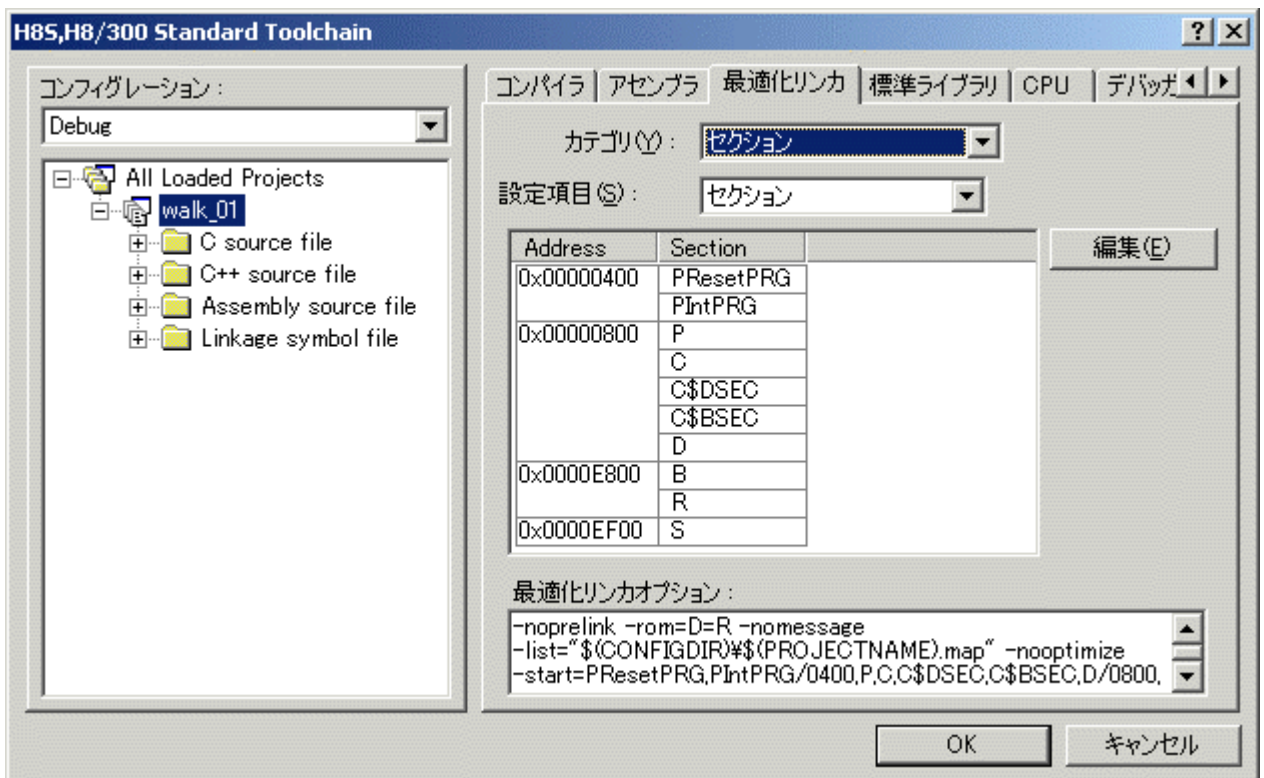 H8S,H8/300 Standard Toolchain
コンフィグレーション :
Debug
All Loaded Projects
walk_01
C source file
C++ source file
Assembly source file
Linkage symbol file
コンパイラ アセンブラ 最適化リンカ 標準ライブラリ CPU デバッガ
カテゴリ(Y) : セクション
設定項目(S) : セクション
Address Section
0x00000400 PResetPRG
PIntPRG
0x00000800 P
C
C$DSEC
C$BSEC
D
0x0000E800 B
R
0x0000EF00 S
編集(E)
最適化リンカオプション :
-noprelink -rom=D=R -nomessage
-list="$(CONFIGDIR)¥$(PROJECTNAME).map" -nooptimize
-start=PResetPRG,PIntPRG/0400,P,C,C$DSEC,C$BSEC,D/0800,
OK キャンセル